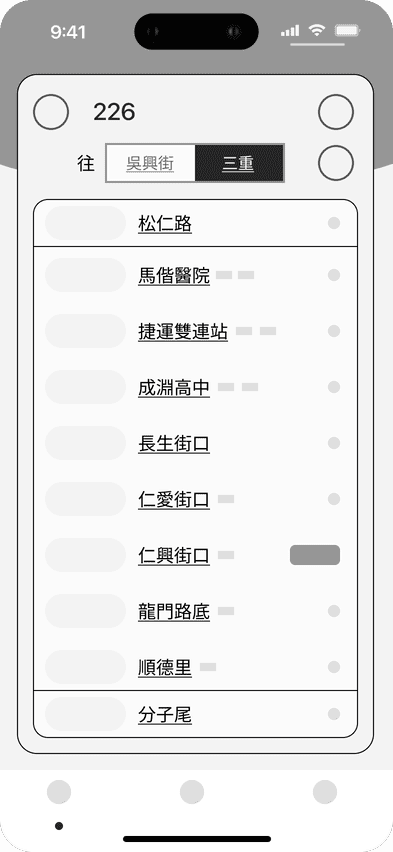 9:41
226
往 吳興街 三重
松仁路
馬偕醫院
捷運雙連站
成淵高中
長生街口
仁愛街口
仁興街口
龍門路底
順德里
分子尾